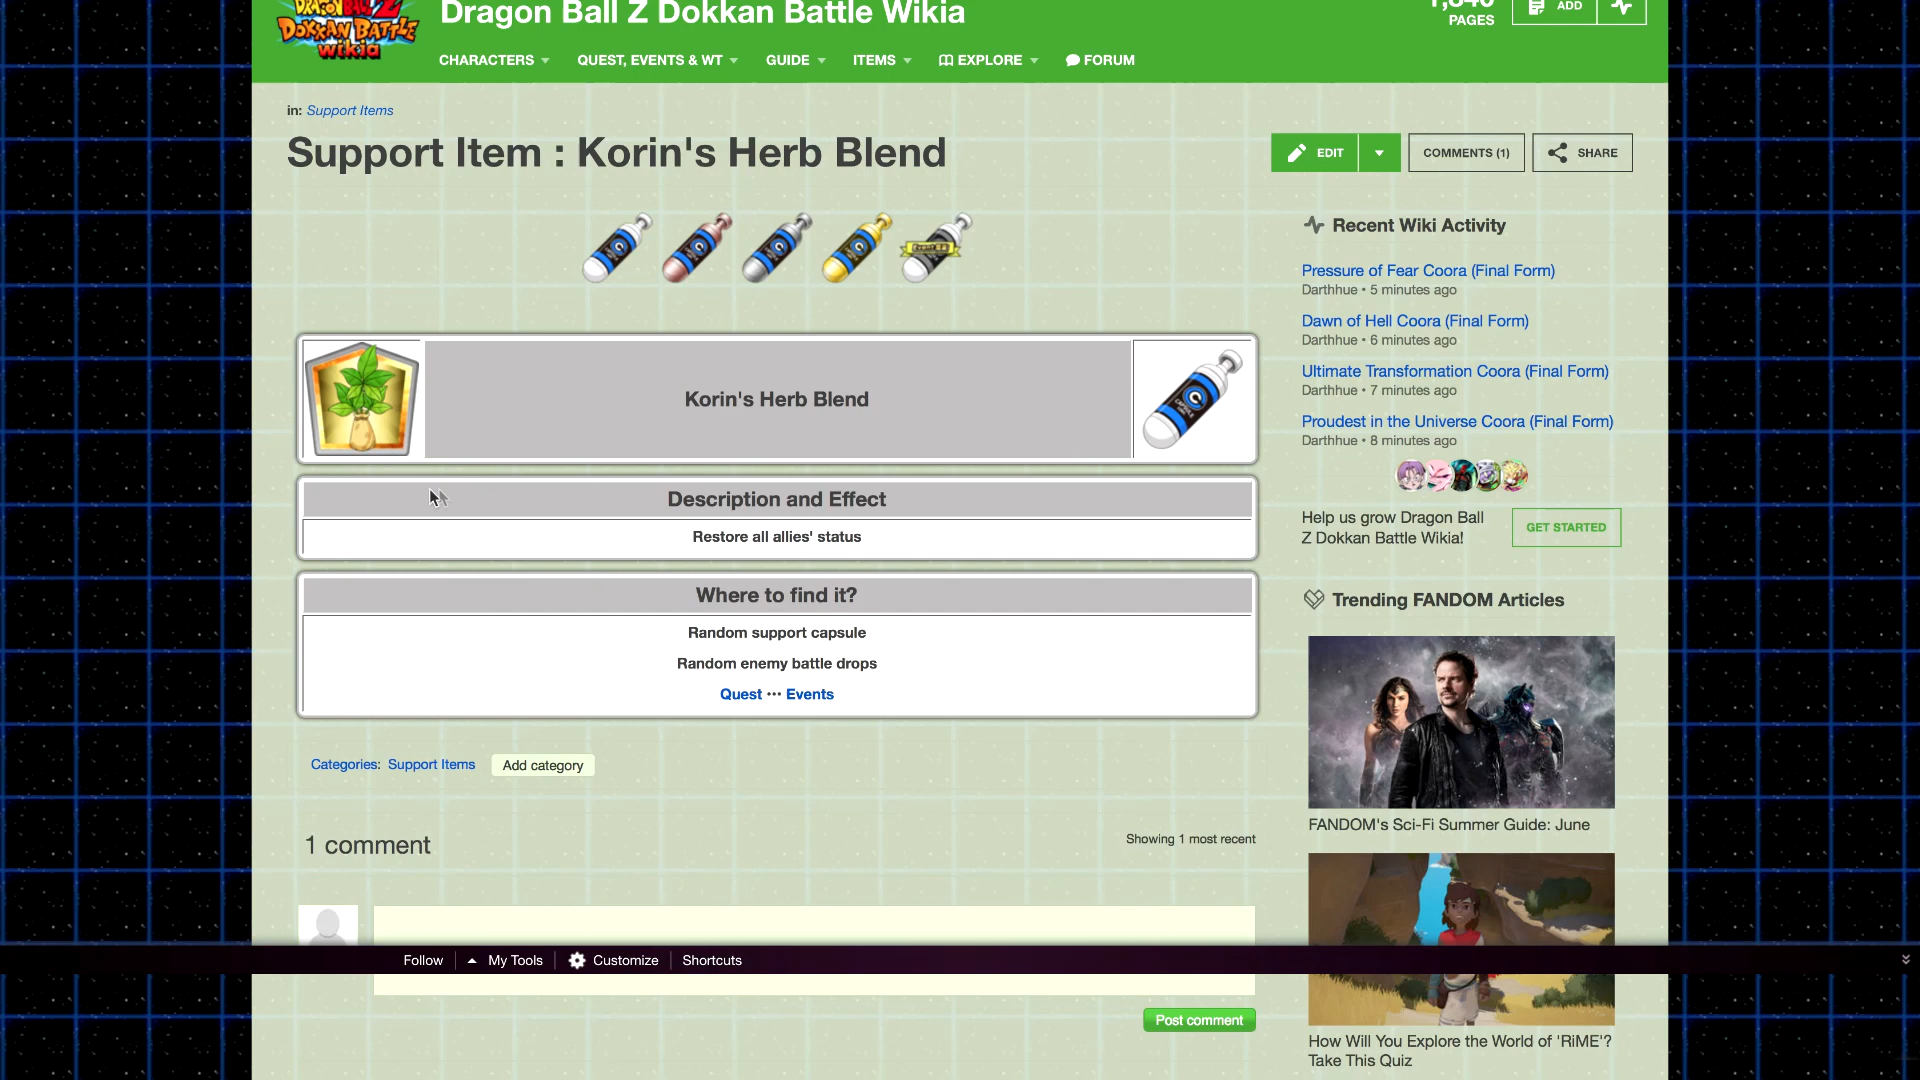 DRAGON BALL Z
DOKKAN BATTLE
wikia
Dragon Ball Z Dokkan Battle Wikia
PAGES
ADD
CHARACTERS
QUEST, EVENTS & WT
GUIDE
ITEMS
EXPLORE
FORUM
in: Support Items
Support Item : Korin's Herb Blend
EDIT
COMMENTS (1)
SHARE
Korin's Herb Blend
Description and Effect
Restore all allies' status
Where to find it?
Random support capsule
Random enemy battle drops
Quest ••• Events
Categories: Support Items
Add category
1 comment
Showing 1 most recent
Post comment
Recent Wiki Activity
Pressure of Fear Coora (Final Form)
Darthhue • 5 minutes ago
Dawn of Hell Coora (Final Form)
Darthhue • 6 minutes ago
Ultimate Transformation Coora (Final Form)
Darthhue • 7 minutes ago
Proudest in the Universe Coora (Final Form)
Darthhue • 8 minutes ago
Help us grow Dragon Ball
Z Dokkan Battle Wikia!
GET STARTED
Trending FANDOM Articles
FANDOM's Sci-Fi Summer Guide: June
How Will You Explore the World of 'RiME'?
Take This Quiz
Follow
My Tools
Customize
Shortcuts